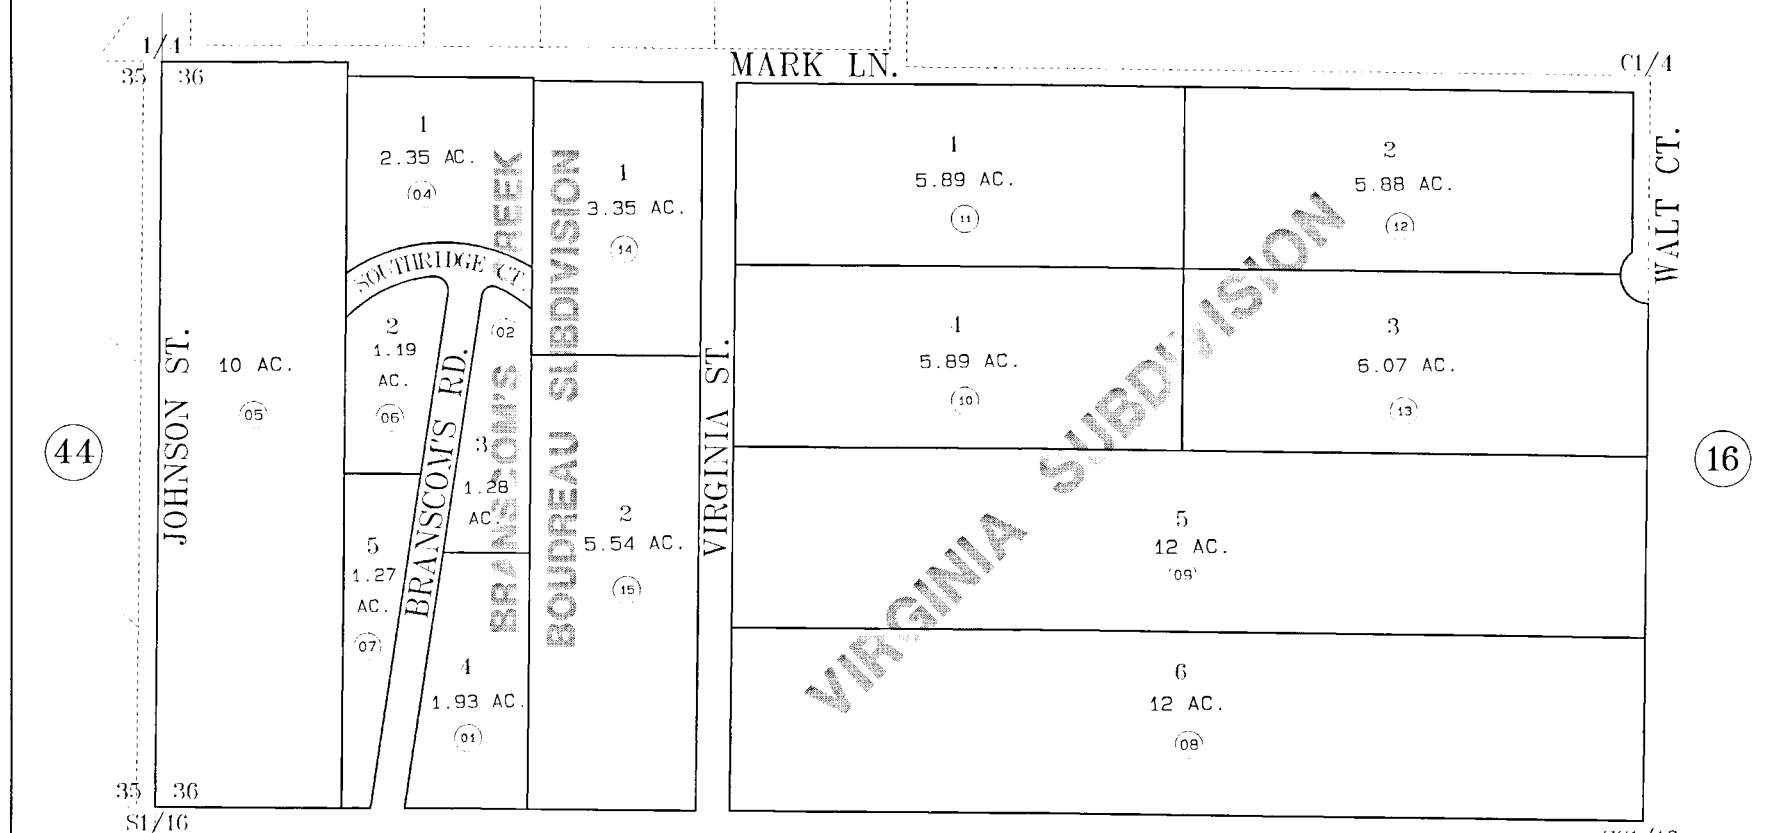 1/4
35 36
MARK LN.
C1/4
WALT CT.
1
2.35 AC.
04
1
3.35 AC.
14
1
5.89 AC.
11
2
5.88 AC.
12
SOUTHRIDGE CT.
JOHNSON ST.
10 AC.
05
2
1.19
AC.
06
02
BRANSCOM'S RD.
3
1.28
AC.
5
1.27
AC.
07
4
1.93 AC.
01
BRANSCOM'S CREEK
BOUDREAU SUBDIVISION
2
5.54 AC.
15
VIRGINIA ST.
4
5.89 AC.
10
3
6.07 AC.
13
VIRGINIA SUBDIVISION
5
12 AC.
09
6
12 AC.
08
44
16
35 36
S1/16